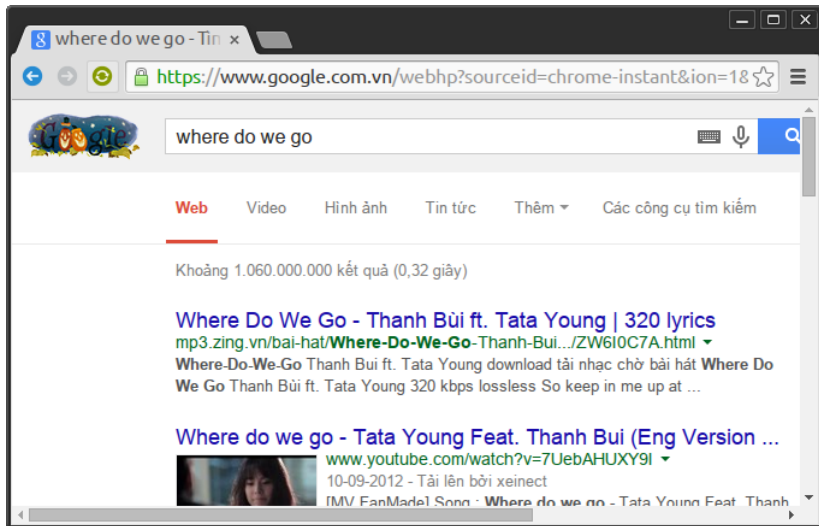 where do we go - Tìn
https://www.google.com.vn/webhp?sourceid=chrome-instant&ion=1&
Google
where do we go
Web Video Hình ảnh Tin tức Thêm Các công cụ tìm kiếm
Khoảng 1.060.000.000 kết quả (0,32 giây)
Where Do We Go - Thanh Bùi ft. Tata Young | 320 lyrics
mp3.zing.vn/bai-hat/Where-Do-We-Go-Thanh-Bui.../ZW6I0C7A.html
Where-Do-We-Go Thanh Bui ft. Tata Young download tải nhạc chờ bài hát Where Do
We Go Thanh Bùi ft. Tata Young 320 kbps lossless So keep in me up at ...
Where do we go - Tata Young Feat. Thanh Bui (Eng Version ...
www.youtube.com/watch?v=7UebAHUXY9I
10-09-2012 - Tải lên bởi xeinect
[MV FanMade] Song : Where do we go - Tata Young Feat. Thanh